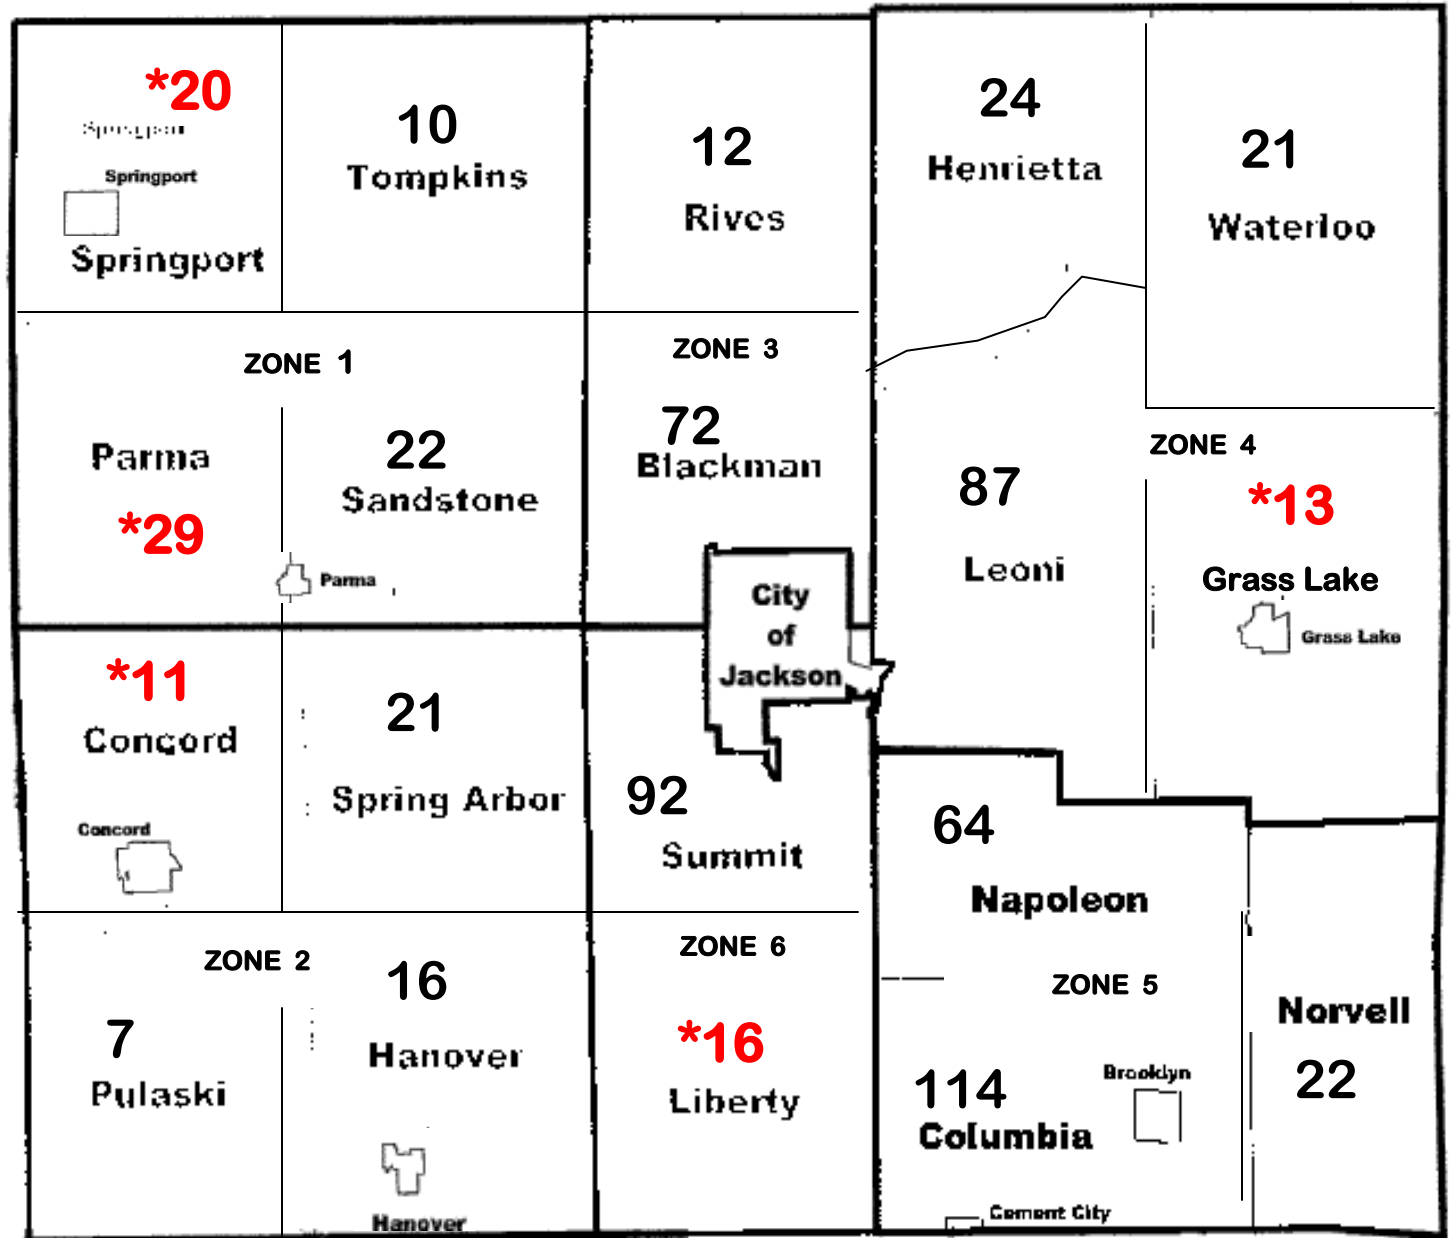 *20
Springport
Springport
Springport
10
Tompkins
12
Rives
24
Henrietta
21
Waterloo
ZONE 1
ZONE 3
Parma
*29
22
Sandstone
Parma
72
Blackman
87
Leoni
ZONE 4
*13
Grass Lake
Grass Lake
City
of
Jackson
*11
Concord
Concord
21
Spring Arbor
92
Summit
64
Napoleon
ZONE 2
7
Pulaski
16
Hanover
Hanover
ZONE 6
*16
Liberty
ZONE 5
114
Columbia
Brooklyn
Cement City
Norvell
22